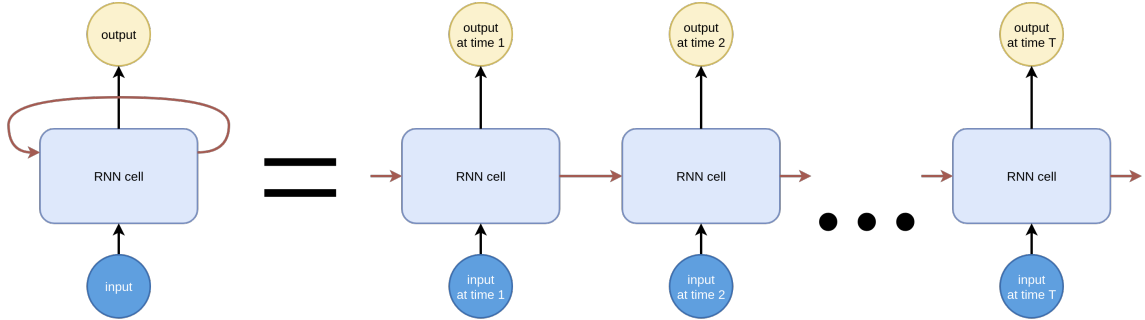 output
output
at time 1
output
at time 2
output
at time T
RNN cell
RNN cell
RNN cell
RNN cell
input
input
at time 1
input
at time 2
input
at time T